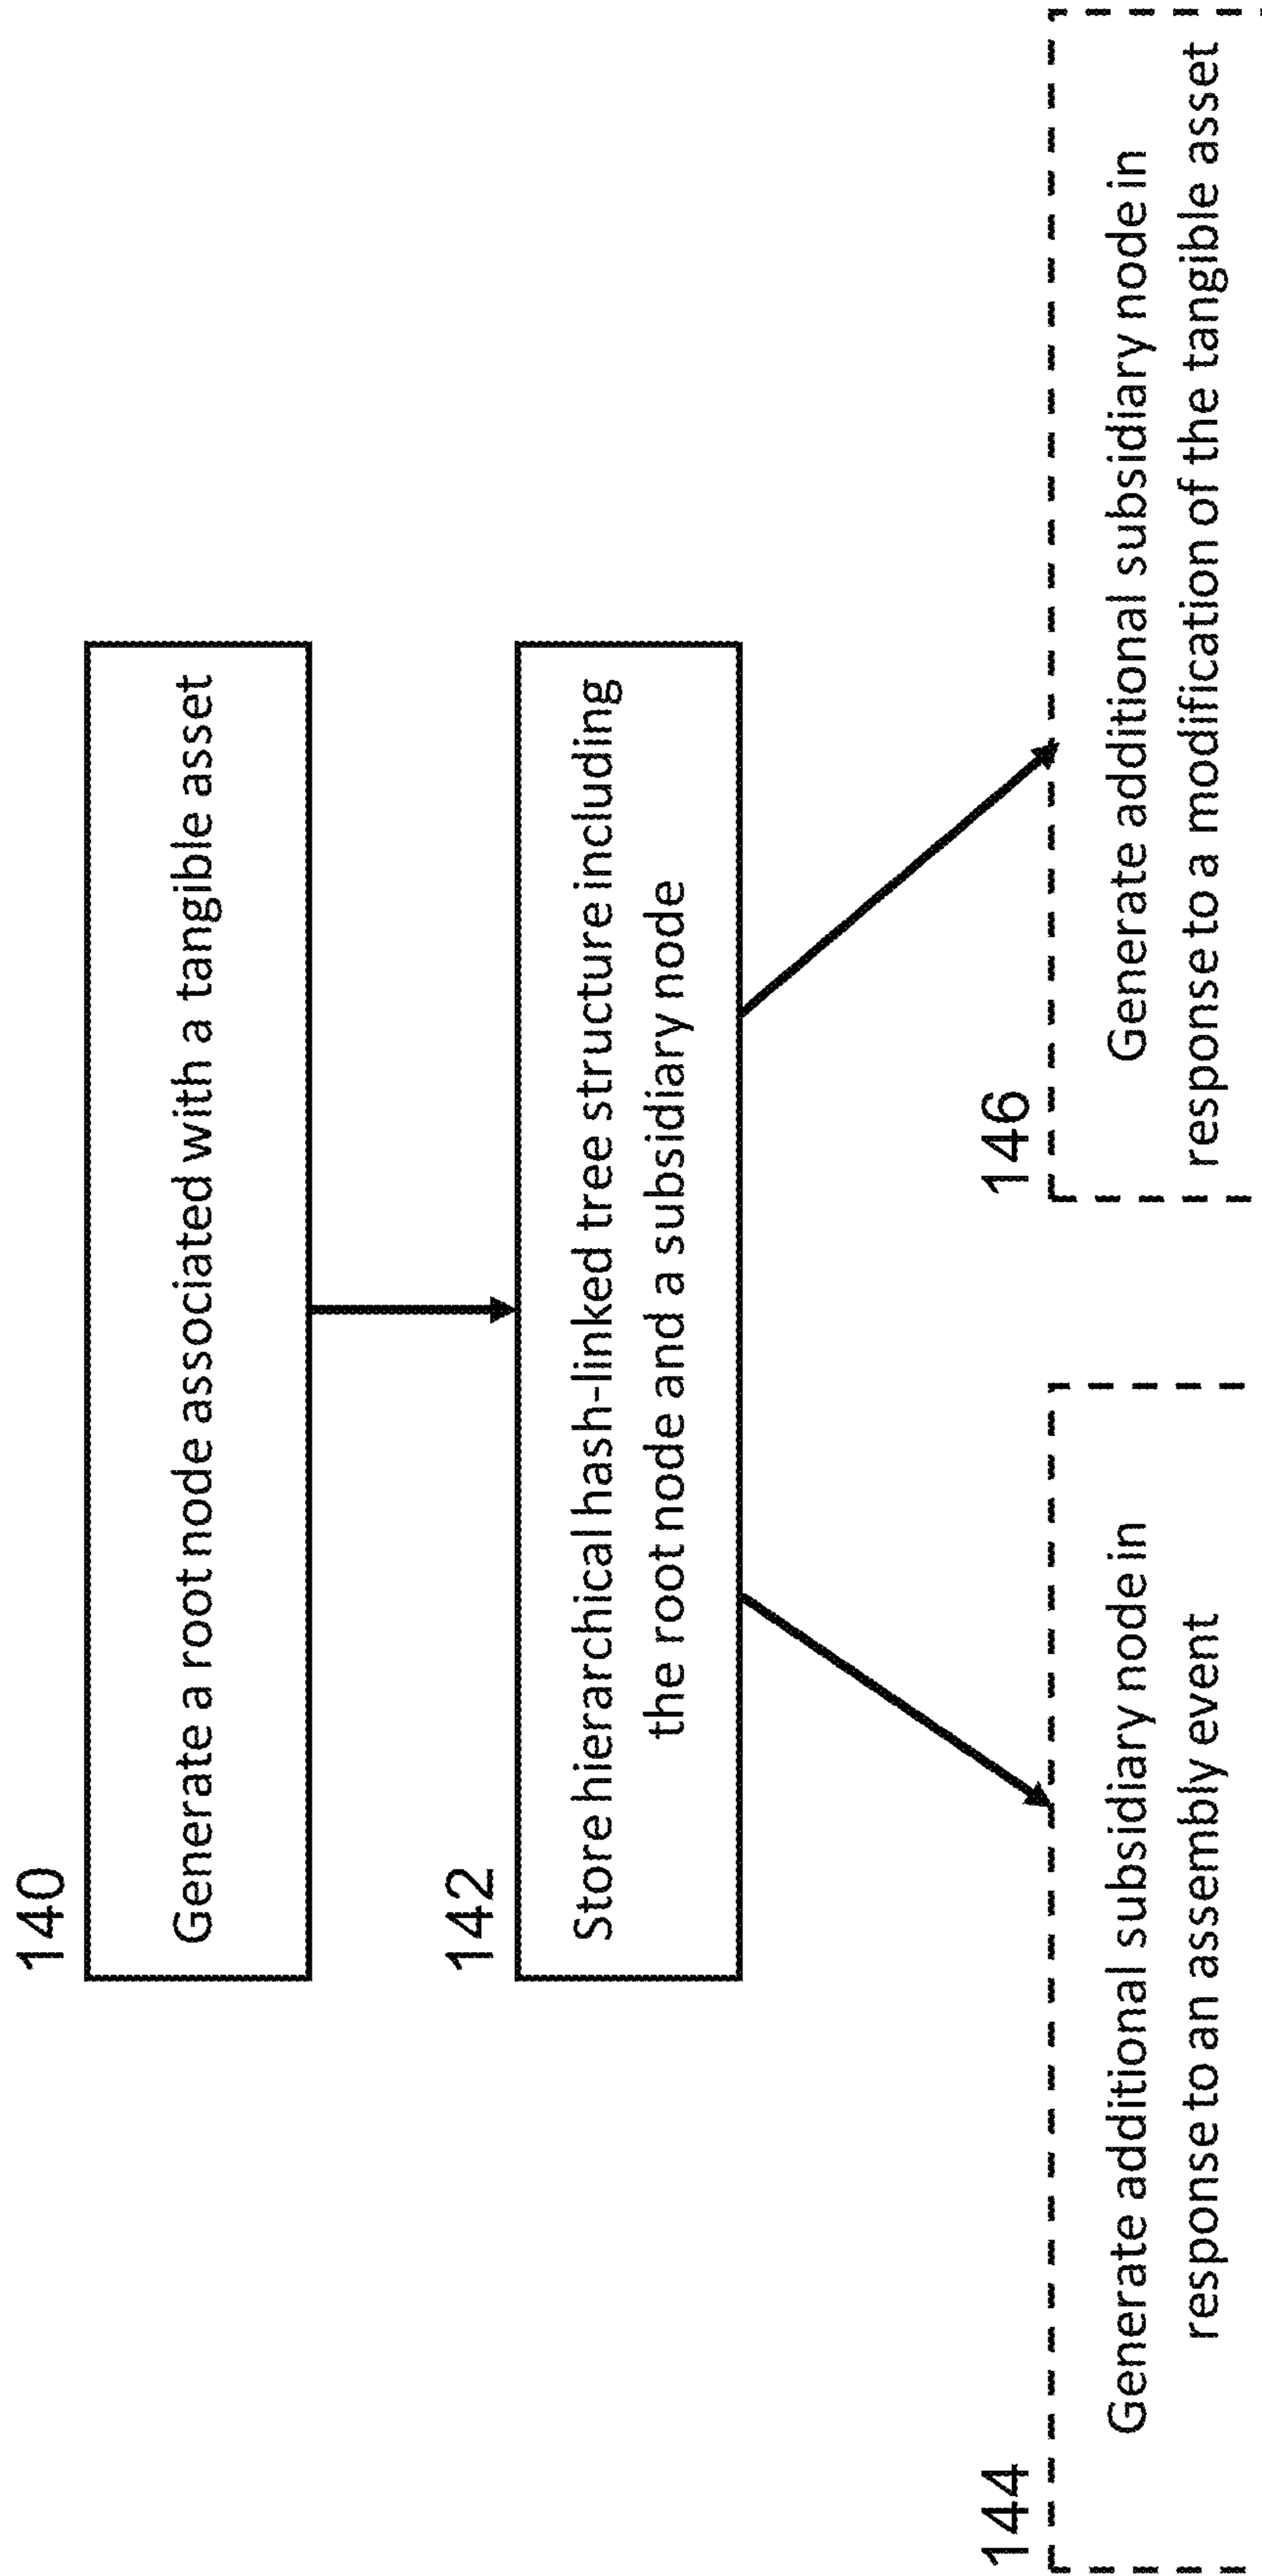 140
Generate a root node associated with a tangible asset
142
Store hierarchical hash-linked tree structure including
the root node and a subsidiary node
144
Generate additional subsidiary node in
response to an assembly event
146
Generate additional subsidiary node in
response to a modification of the tangible asset